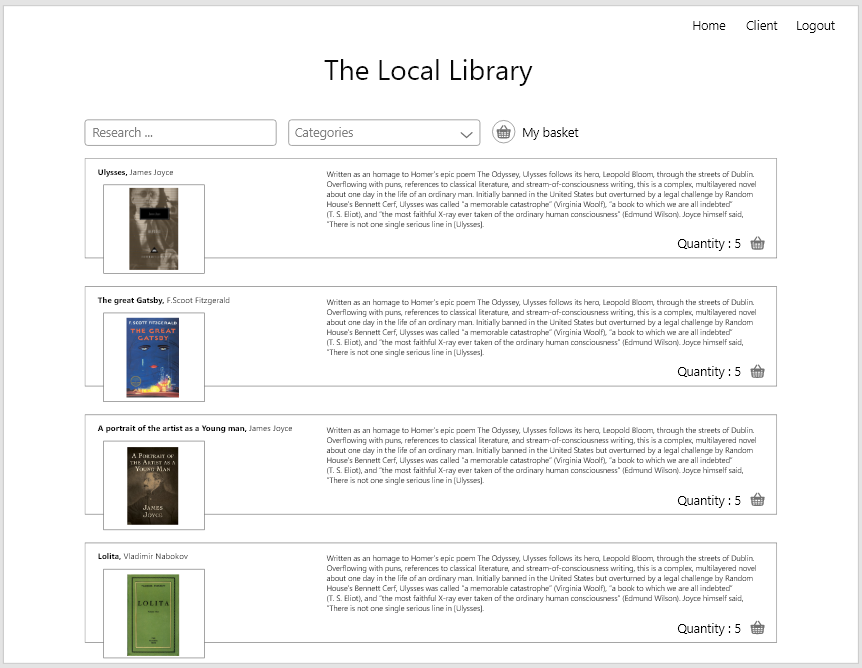 Home Client Logout
The Local Library
Research ... Categories My basket
Ulysses, James Joyce
Written as an homage to Homer's epic poem The Odyssey, Ulysses follows its hero, Leopold Bloom, through the streets of Dublin.
Overflowing with puns, references to classical literature, and stream-of-consciousness writing, this is a complex, multilayered novel
about one day in the life of an ordinary man. Initially banned in the United States but overturned by a legal challenge by Random
House's Bennett Cerf, Ulysses was called "a memorable catastrophe" (Virginia Woolf), "a book to which we are all indebted"
(T. S. Eliot), and "the most faithful X-ray ever taken of the ordinary human consciousness" (Edmund Wilson). Joyce himself said,
"There is not one single serious line in [Ulysses].
Quantity : 5
The great Gatsby, F.Scoot Fitzgerald
F. SCOTT FITZGERALD
THE GREAT
GATSBY
Written as an homage to Homer's epic poem The Odyssey, Ulysses follows its hero, Leopold Bloom, through the streets of Dublin.
Overflowing with puns, references to classical literature, and stream-of-consciousness writing, this is a complex, multilayered novel
about one day in the life of an ordinary man. Initially banned in the United States but overturned by a legal challenge by Random
House's Bennett Cerf, Ulysses was called "a memorable catastrophe" (Virginia Woolf), "a book to which we are all indebted"
(T. S. Eliot), and "the most faithful X-ray ever taken of the ordinary human consciousness" (Edmund Wilson). Joyce himself said,
"There is not one single serious line in [Ulysses].
Quantity : 5
A portrait of the artist as a Young man, James Joyce
A PORTRAIT OF
THE ARTIST AS A
YOUNG MAN
JAMES
JOYCE
Written as an homage to Homer's epic poem The Odyssey, Ulysses follows its hero, Leopold Bloom, through the streets of Dublin.
Overflowing with puns, references to classical literature, and stream-of-consciousness writing, this is a complex, multilayered novel
about one day in the life of an ordinary man. Initially banned in the United States but overturned by a legal challenge by Random
House's Bennett Cerf, Ulysses was called "a memorable catastrophe" (Virginia Woolf), "a book to which we are all indebted"
(T. S. Eliot), and "the most faithful X-ray ever taken of the ordinary human consciousness" (Edmund Wilson). Joyce himself said,
"There is not one single serious line in [Ulysses].
Quantity : 5
Lolita, Vladimir Nabokov
LOLITA
Written as an homage to Homer's epic poem The Odyssey, Ulysses follows its hero, Leopold Bloom, through the streets of Dublin.
Overflowing with puns, references to classical literature, and stream-of-consciousness writing, this is a complex, multilayered novel
about one day in the life of an ordinary man. Initially banned in the United States but overturned by a legal challenge by Random
House's Bennett Cerf, Ulysses was called "a memorable catastrophe" (Virginia Woolf), "a book to which we are all indebted"
(T. S. Eliot), and "the most faithful X-ray ever taken of the ordinary human consciousness" (Edmund Wilson). Joyce himself said,
"There is not one single serious line in [Ulysses].
Quantity : 5